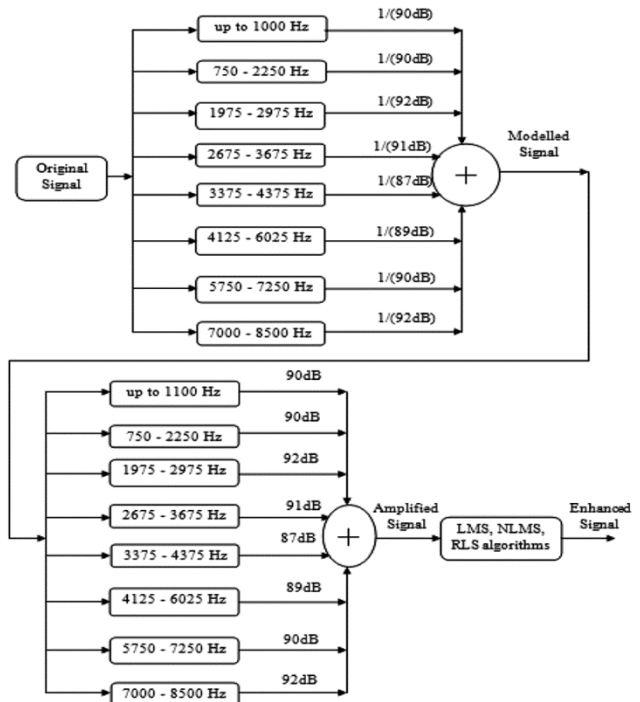 up to 1000 Hz
1/(90dB)
750 - 2250 Hz
1/(90dB)
1975 - 2975 Hz
1/(92dB)
2675 - 3675 Hz
1/(91dB)
Original
Signal
3375 - 4375 Hz
1/(87dB)
+
Modelled
Signal
4125 - 6025 Hz
1/(89dB)
5750 - 7250 Hz
1/(90dB)
7000 - 8500 Hz
1/(92dB)
up to 1100 Hz
90dB
750 - 2250 Hz
90dB
1975 - 2975 Hz
92dB
2675 - 3675 Hz
91dB
3375 - 4375 Hz
87dB
+
Amplified
Signal
LMS, NLMS,
RLS algorithms
Enhanced
Signal
4125 - 6025 Hz
89dB
5750 - 7250 Hz
90dB
7000 - 8500 Hz
92dB